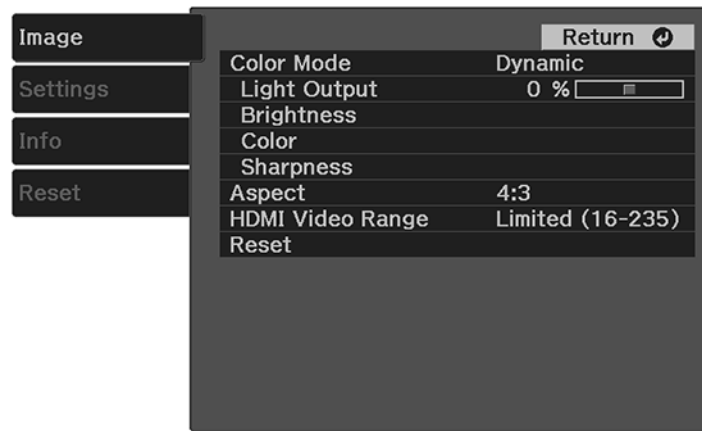 Image
Settings
Info
Reset
Return
Color Mode Dynamic
Light Output 0 %
Brightness
Color
Sharpness
Aspect 4:3
HDMI Video Range Limited (16-235)
Reset